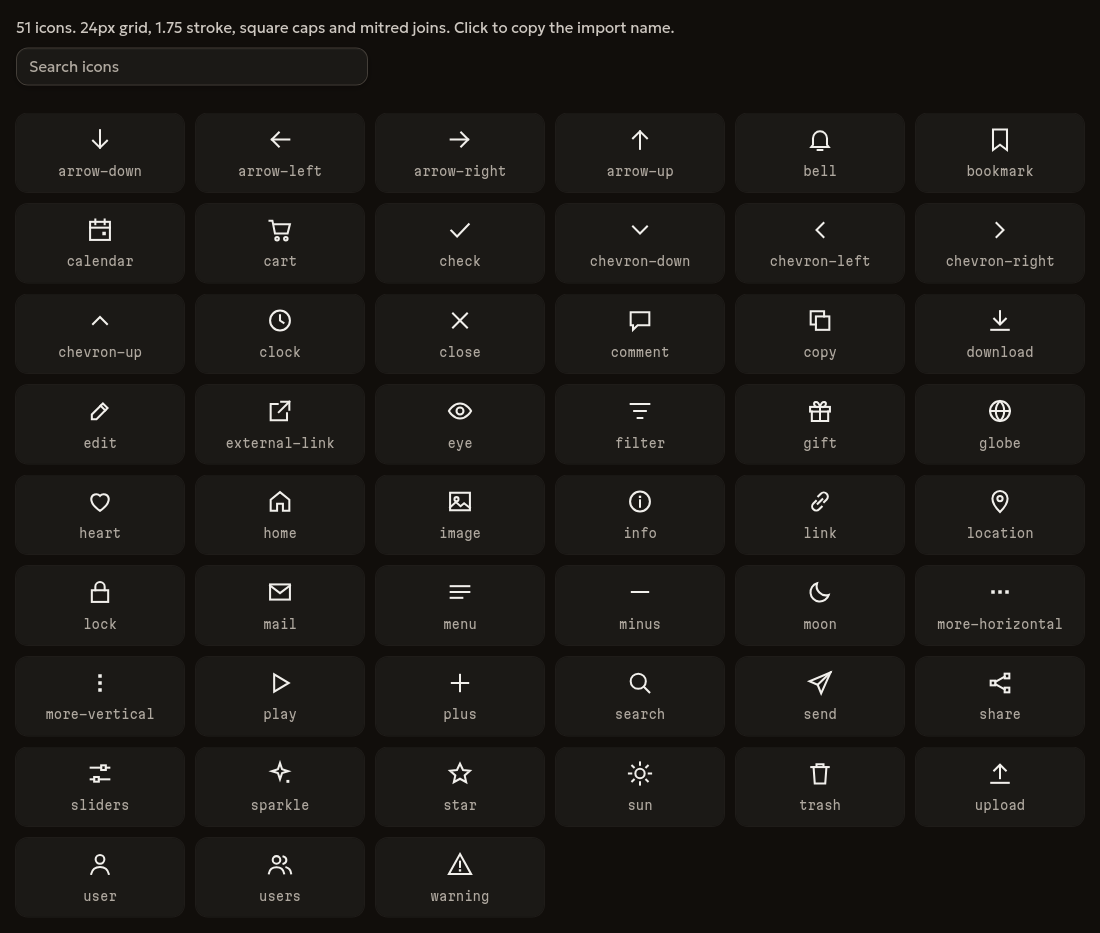 51 icons. 24px grid, 1.75 stroke, square caps and mitred joins. Click to copy the import name.
Search icons
arrow-down
arrow-left
arrow-right
arrow-up
bell
bookmark
calendar
cart
check
chevron-down
chevron-left
chevron-right
chevron-up
clock
close
comment
copy
download
edit
external-link
eye
filter
gift
globe
heart
home
image
info
link
location
lock
mail
menu
minus
moon
more-horizontal
more-vertical
play
plus
search
send
share
sliders
sparkle
star
sun
trash
upload
user
users
warning